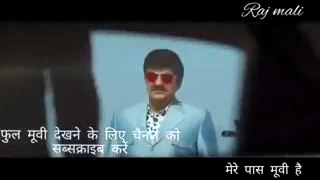 Raj mali
फुल मूवी देखने के लिए चैनल को
सब्सक्राइब करें
मेरे पास मूवी है